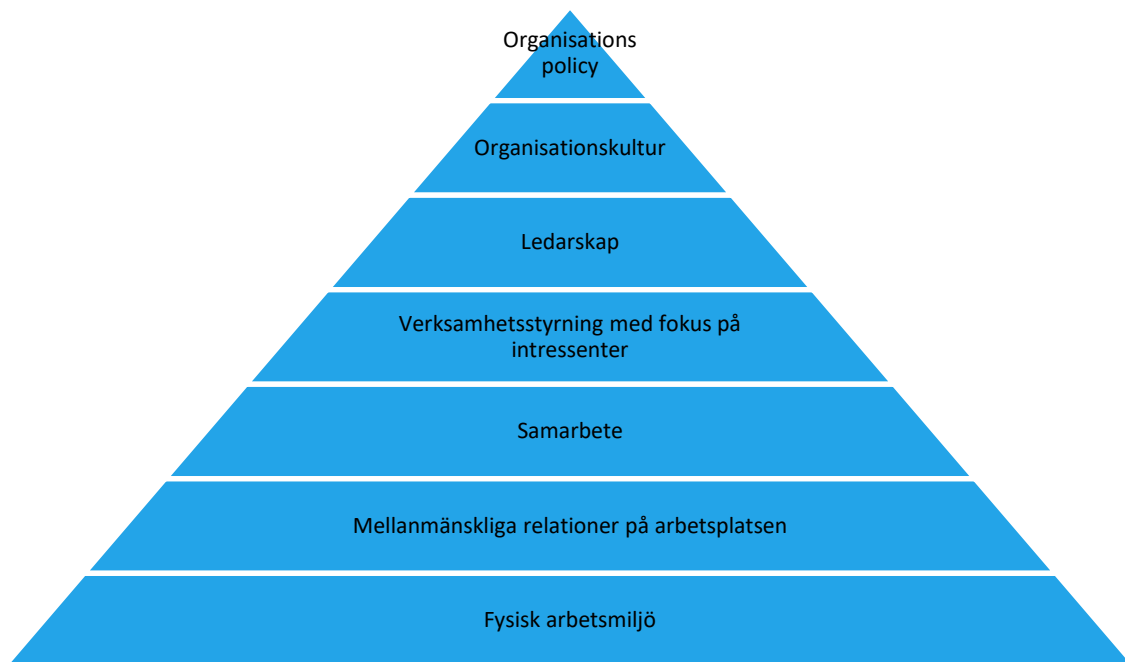 Organisations
policy
Organisationskultur
Ledarskap
Verksamhetsstyrning med fokus på
intressenter
Samarbete
Mellanmänskliga relationer på arbetsplatsen
Fysisk arbetsmiljö